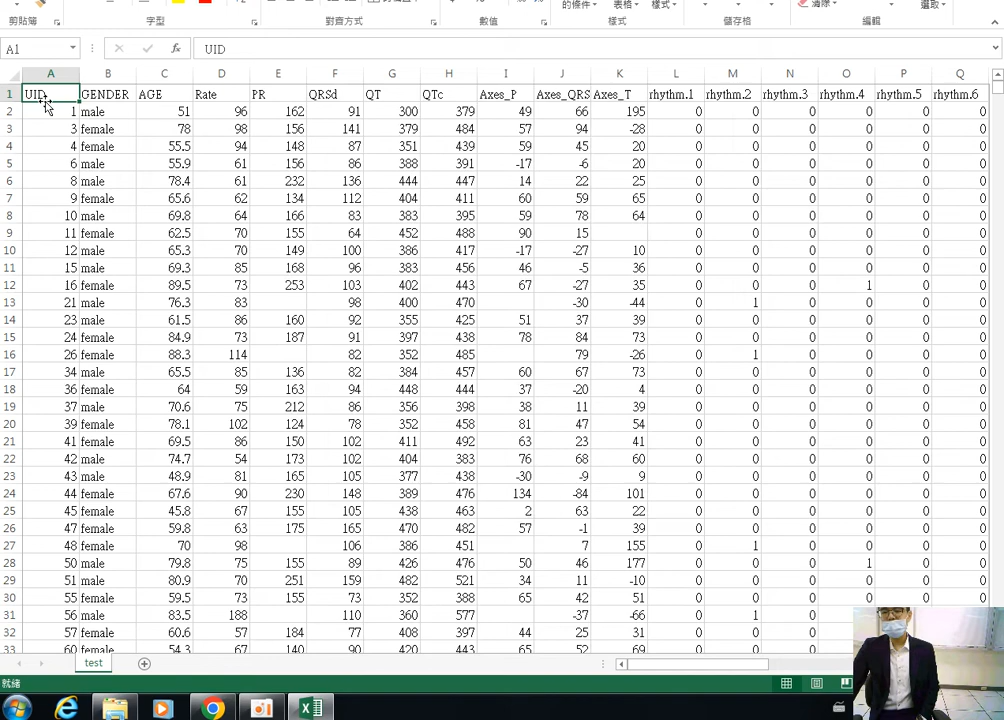 的條件 表格 樣式 清除 選取
剪貼簿 字型 對齊方式 數值 樣式 儲存格 編輯
A1 fx UID
A B C D E F G H I J K L M N O P Q
1 UID GENDER AGE Rate PR QRSd QT QTc Axes_P Axes_QRS Axes_T rhythm.1 rhythm.2 rhythm.3 rhythm.4 rhythm.5 rhythm.6
2 1 male 51 96 162 91 300 379 49 66 195 0 0 0 0 0 0
3 3 female 78 98 156 141 379 484 57 94 -28 0 0 0 0 0 0
4 4 female 55.5 94 148 87 351 439 59 45 20 0 0 0 0 0 0
5 6 male 55.9 61 156 86 388 391 -17 -6 20 0 0 0 0 0 0
6 8 male 78.4 61 232 136 444 447 14 22 25 0 0 0 0 0 0
7 9 female 65.6 62 134 112 404 411 60 59 65 0 0 0 0 0 0
8 10 male 69.8 64 166 83 383 395 59 78 64 0 0 0 0 0 0
9 11 female 62.5 70 155 64 452 488 90 15 0 0 0 0 0 0
10 12 male 65.3 70 149 100 386 417 -17 -27 10 0 0 0 0 0 0
11 15 male 69.3 85 168 96 383 456 46 -5 36 0 0 0 0 0 0
12 16 female 89.5 73 253 103 402 443 67 -27 35 0 0 0 1 0 0
13 21 male 76.3 83 98 400 470 -30 -44 0 1 0 0 0 0
14 23 male 61.5 86 160 92 355 425 51 37 39 0 0 0 0 0 0
15 24 female 84.9 73 187 91 397 438 78 84 73 0 0 0 0 0 0
16 26 female 88.3 114 82 352 485 79 -26 0 1 0 0 0 0
17 34 male 65.5 85 136 82 384 457 60 67 73 0 0 0 0 0 0
18 36 female 64 59 163 94 448 444 37 -20 4 0 0 0 0 0 0
19 37 male 70.6 75 212 86 356 398 38 11 39 0 0 0 0 0 0
20 39 female 78.1 102 124 78 352 458 81 47 54 0 0 0 0 0 0
21 41 female 69.5 86 150 102 411 492 63 23 41 0 0 0 0 0 0
22 42 male 74.7 54 173 102 404 383 76 68 60 0 0 0 0 0 0
23 43 male 48.9 81 165 105 377 438 -30 -9 9 0 0 0 0 0 0
24 44 female 67.6 90 230 148 389 476 134 -84 101 0 0 0 0 0 0
25 45 female 45.8 67 155 105 438 463 2 63 22 0 0 0 0 0 0
26 47 female 59.8 63 175 165 470 482 57 -1 39 0 0 0 0 0 0
27 48 female 70 98 106 386 451 7 155 0 1 0 0 0 0
28 50 male 79.8 75 155 89 426 476 50 46 177 0 0 0 1 0 0
29 51 male 80.9 70 251 159 482 521 34 11 -10 0 0 0 0 0 0
30 55 female 59.5 73 155 73 352 388 65 42 51 0 0 0 0 0 0
31 56 male 83.5 188 110 360 577 -37 -66 0 1 0 0
32 57 female 60.6 57 184 77 408 397 44 25 31 0 0 0
33 60 female 54.3 67 140 90 420 443 65 52 69 0 0 0
test
就緒